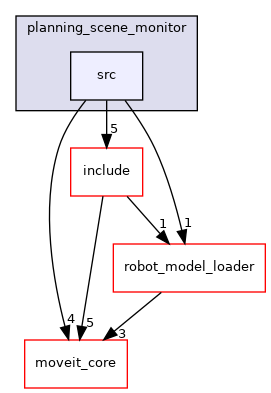 planning_scene_monitor
src
5
include
1
1
robot_model_loader
4
5
3
moveit_core